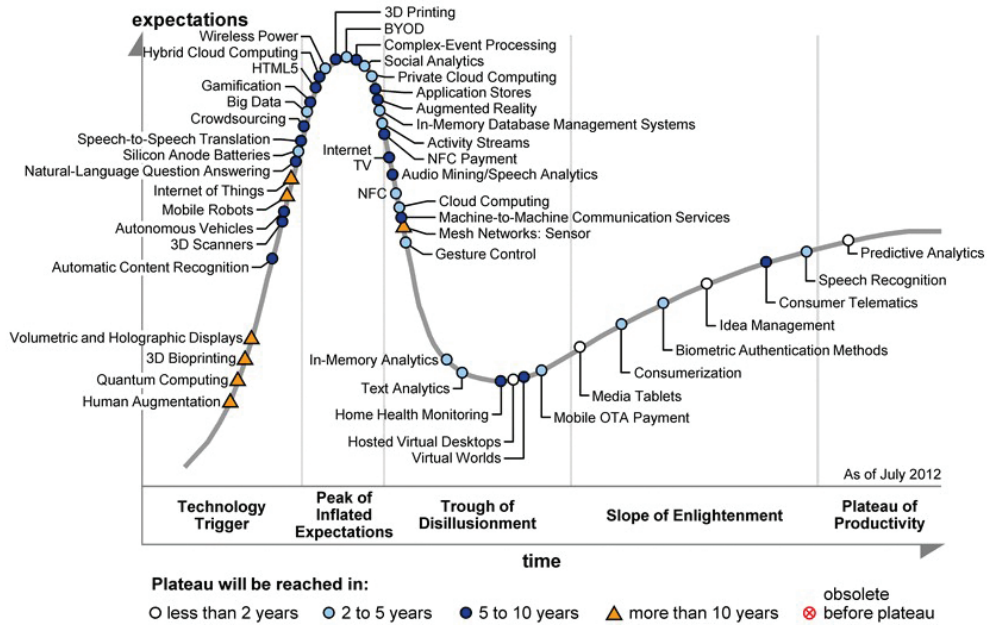 expectations
3D Printing
BYOD
Wireless Power
Complex-Event Processing
Hybrid Cloud Computing
Social Analytics
HTML5
Private Cloud Computing
Gamification
Application Stores
Big Data
Augmented Reality
Crowdsourcing
In-Memory Database Management Systems
Speech-to-Speech Translation
Activity Streams
Silicon Anode Batteries
Internet
TV
NFC Payment
Natural-Language Question Answering
Audio Mining/Speech Analytics
Internet of Things
NFC
Cloud Computing
Mobile Robots
Machine-to-Machine Communication Services
Autonomous Vehicles
Mesh Networks: Sensor
3D Scanners
Gesture Control
Automatic Content Recognition
Predictive Analytics
Speech Recognition
Consumer Telematics
Idea Management
Volumetric and Holographic Displays
Biometric Authentication Methods
3D Bioprinting
In-Memory Analytics
Consumerization
Quantum Computing
Text Analytics
Media Tablets
Human Augmentation
Home Health Monitoring
Mobile OTA Payment
Hosted Virtual Desktops
Virtual Worlds
As of July 2012
Technology
Trigger
Peak of
Inflated
Expectations
Trough of
Disillusionment
Slope of Enlightenment
Plateau of
Productivity
time
Plateau will be reached in:
less than 2 years
2 to 5 years
5 to 10 years
more than 10 years
obsolete
before plateau